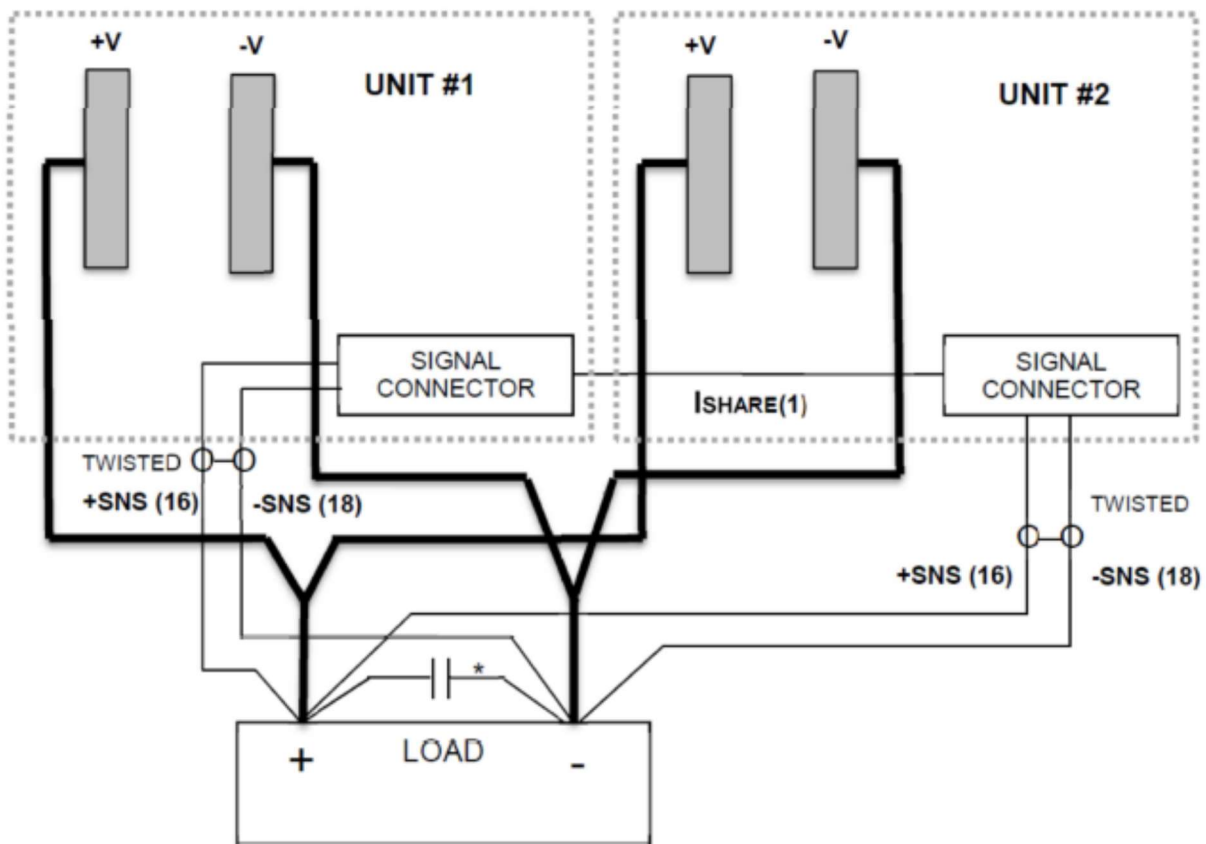 +V
-V
UNIT #1
+V
-V
UNIT #2
SIGNAL
CONNECTOR
ISHARE(1)
SIGNAL
CONNECTOR
TWISTED
+SNS (16)
-SNS (18)
TWISTED
+SNS (16)
-SNS (18)
*
LOAD
+
-